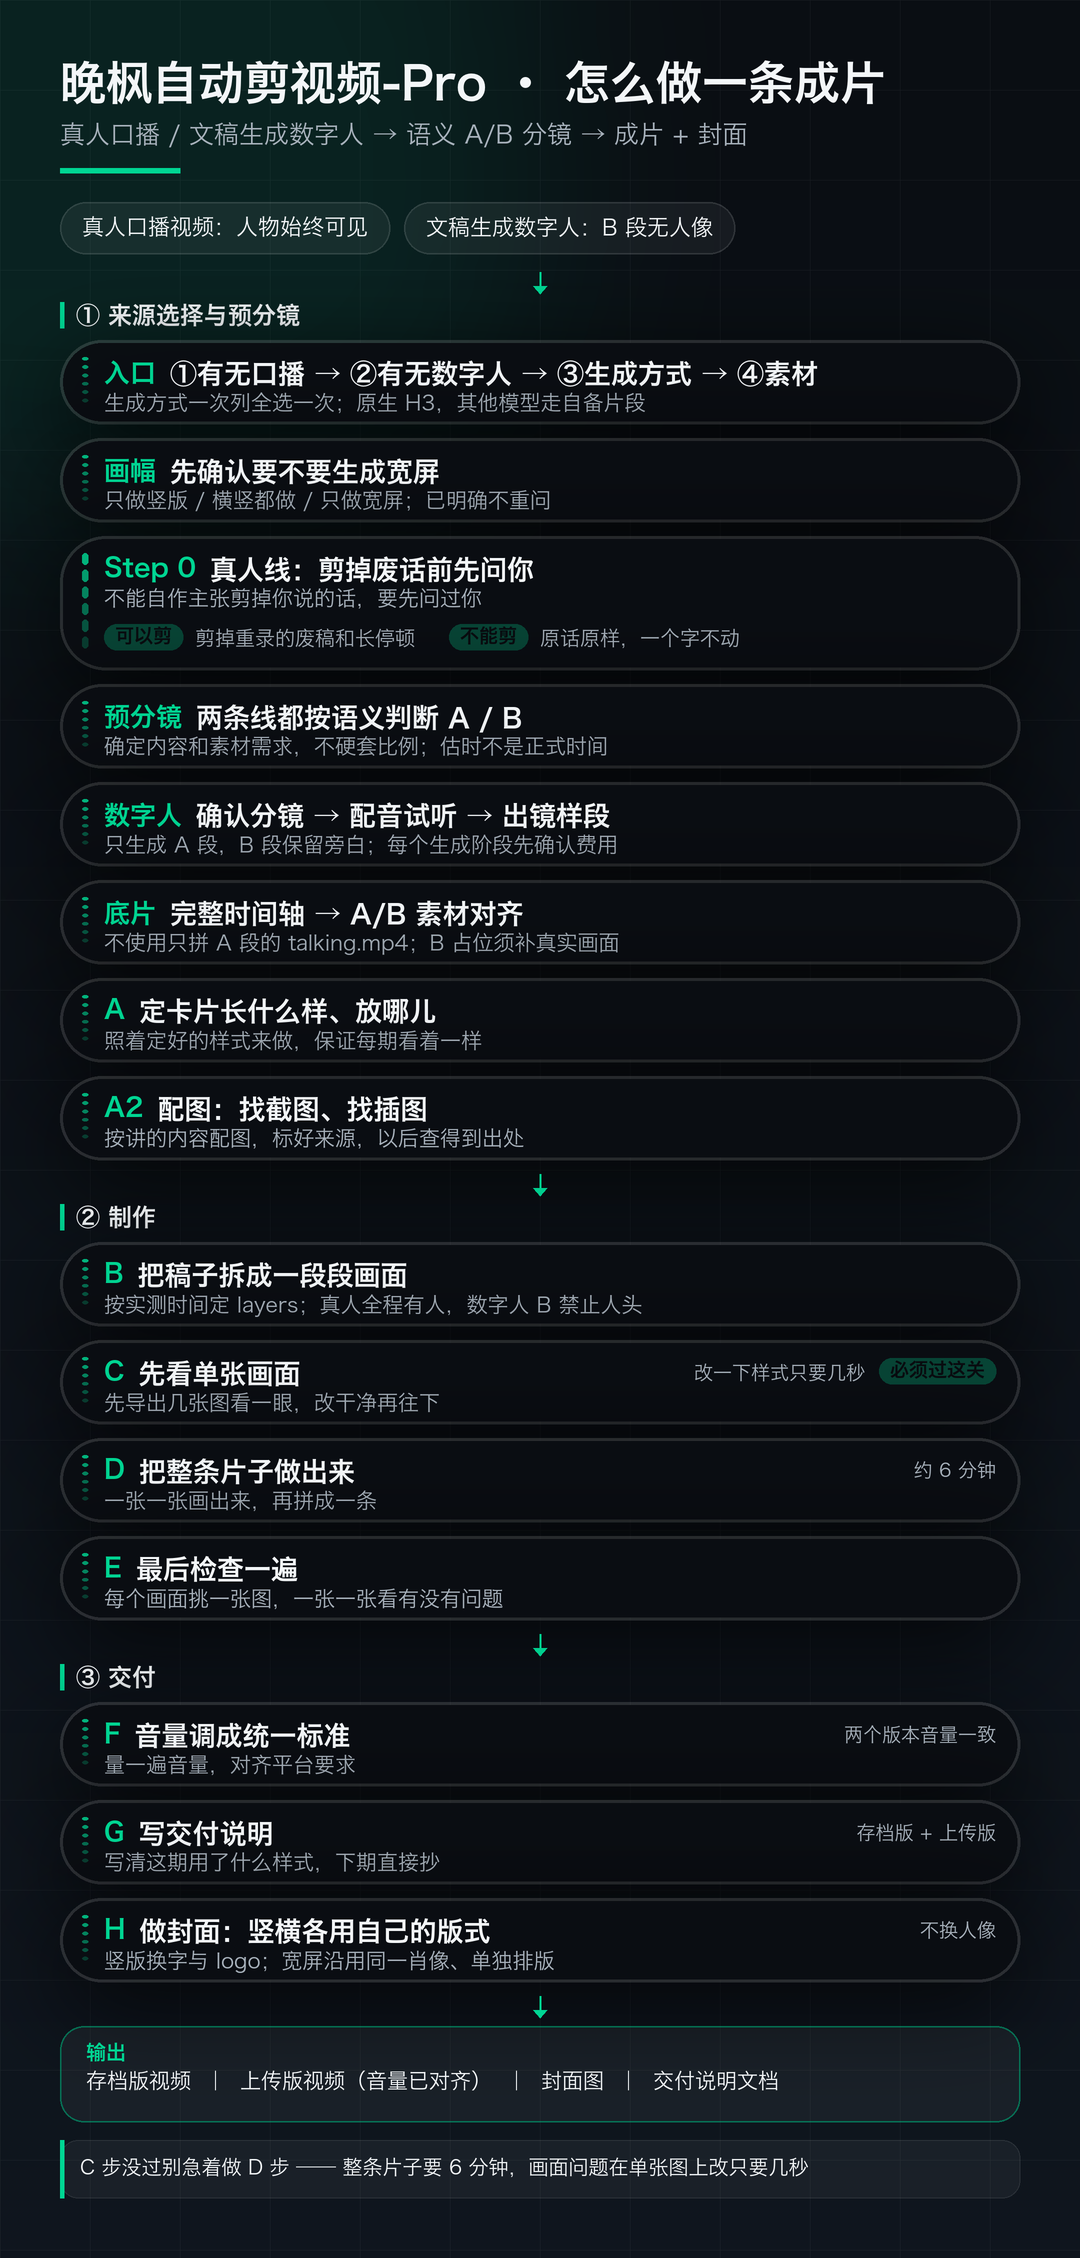 晚枫自动剪视频-Pro · 怎么做一条成片
真人口播 / 文稿生成数字人 → 语义 A/B 分镜 → 成片 + 封面
真人口播视频：人物始终可见
文稿生成数字人：B 段无人像
↓
① 来源选择与预分镜
入口 ①有无口播 → ②有无数字人 → ③生成方式 → ④素材
生成方式一次列全选一次；原生 H3，其他模型走自备片段
画幅 先确认要不要生成宽屏
只做竖版 / 横竖都做 / 只做宽屏；已明确不重问
Step 0 真人线：剪掉废话前先问你
不能自作主张剪掉你说的话，要先问过你
可以剪 剪掉重录的废稿和长停顿 不能剪 原话原样，一个字不动
预分镜 两条线都按语义判断 A / B
确定内容和素材需求，不硬套比例；估时不是正式时间
数字人 确认分镜 → 配音试听 → 出镜样段
只生成 A 段，B 段保留旁白；每个生成阶段先确认费用
底片 完整时间轴 → A/B 素材对齐
不使用只拼 A 段的 talking.mp4；B 占位须补真实画面
A 定卡片长什么样、放哪儿
照着定好的样式来做，保证每期看着一样
A2 配图：找截图、找插图
按讲的内容配图，标好来源，以后查得到出处
↓
② 制作
B 把稿子拆成一段段画面
按实测时间定 layers；真人全程有人，数字人 B 禁止人头
C 先看单张画面 改一下样式只要几秒 必须过这关
先导出几张图看一眼，改干净再往下
D 把整条片子做出来 约 6 分钟
一张一张画出来，再拼成一条
E 最后检查一遍
每个画面挑一张图，一张一张看有没有问题
↓
③ 交付
F 音量调成统一标准 两个版本音量一致
量一遍音量，对齐平台要求
G 写交付说明 存档版 + 上传版
写清这期用了什么样式，下期直接抄
H 做封面：竖横各用自己的版式 不换人像
竖版换字与 logo；宽屏沿用同一肖像、单独排版
↓
输出
存档版视频 | 上传版视频（音量已对齐） | 封面图 | 交付说明文档
C 步没过别急着做 D 步 —— 整条片子要 6 分钟，画面问题在单张图上改只要几秒